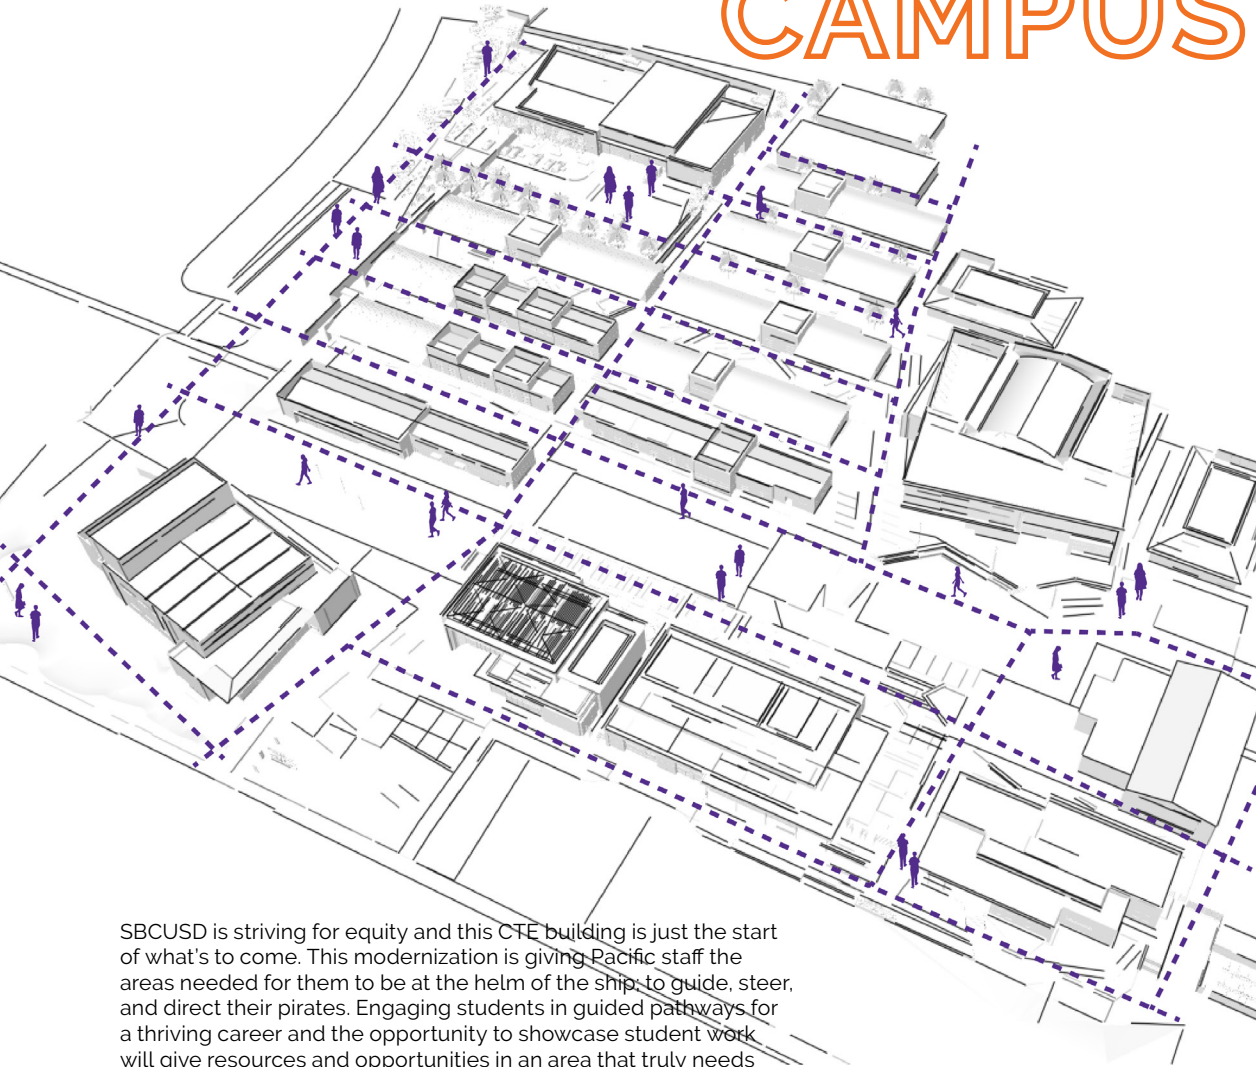 CAMPUS
SBCUSD is striving for equity and this CTE building is just the start
of what's to come. This modernization is giving Pacific staff the
areas needed for them to be at the helm of the ship; to guide, steer,
and direct their pirates. Engaging students in guided pathways for
a thriving career and the opportunity to showcase student work
will give resources and opportunities in an area that truly needs